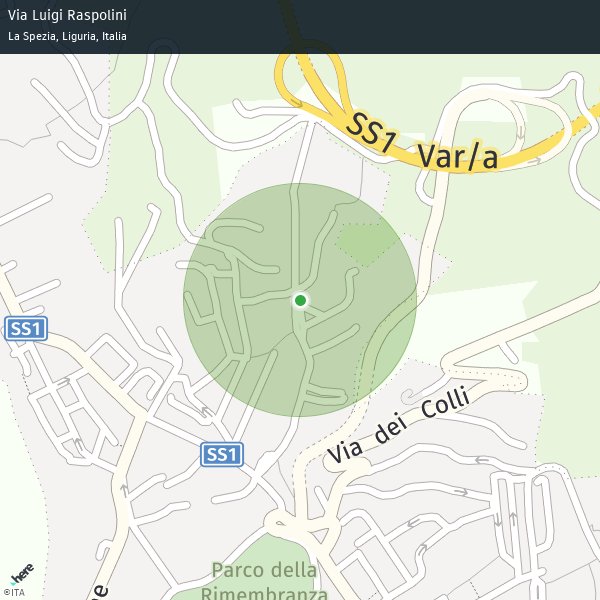 Via Luigi Raspolini
La Spezia, Liguria, Italia
SS1 Var/a
SS1
Via dei Colli
SS1
Parco della
Rimembranza
ne
here
©ITA